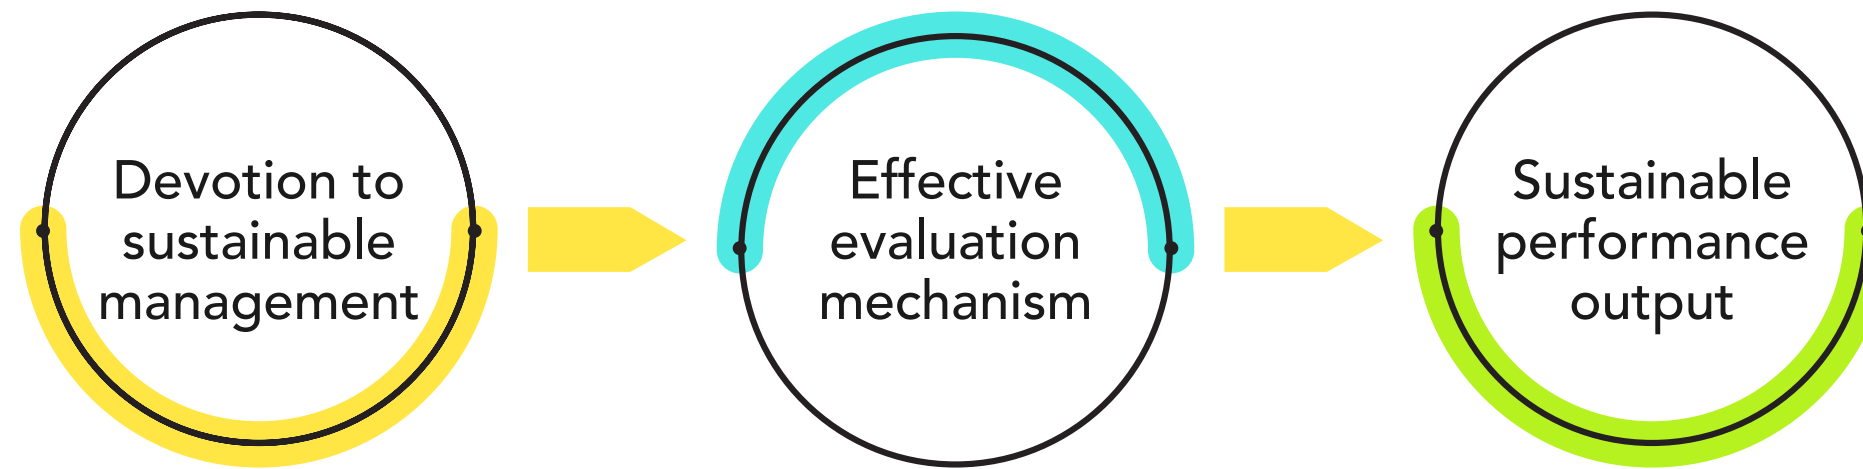 Devotion to
sustainable
management
Effective
evaluation
mechanism
Sustainable
performance
output